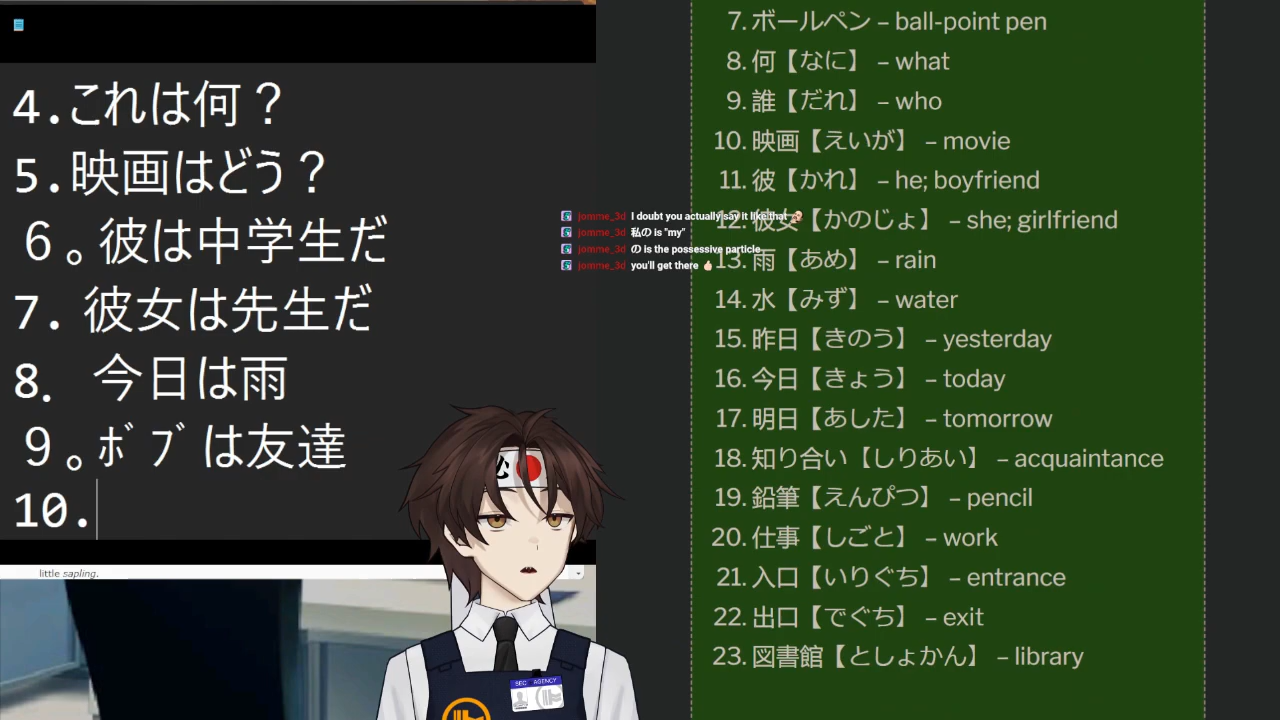 4.これは何？
5.映画はどう？
6。彼は中学生だ
7. 彼女は先生だ
8. 今日は雨
9。ﾎﾞﾌﾞは友達
10.
little sapling.
jomme_3d I doubt you actually say it like that
jomme_3d 私の is "my"
jomme_3d の is the possessive particle
jomme_3d you'll get there 👍🏻
7. ボールペン – ball-point pen
8. 何【なに】 – what
9. 誰【だれ】 – who
10. 映画【えいが】 – movie
11. 彼【かれ】 – he; boyfriend
12. 彼女【かのじょ】 – she; girlfriend
13. 雨【あめ】 – rain
14. 水【みず】 – water
15. 昨日【きのう】 – yesterday
16. 今日【きょう】 – today
17. 明日【あした】 – tomorrow
18. 知り合い【しりあい】 – acquaintance
19. 鉛筆【えんぴつ】 – pencil
20. 仕事【しごと】 – work
21. 入口【いりぐち】 – entrance
22. 出口【でぐち】 – exit
23. 図書館【としょかん】 – library
必
SEC AGENCY